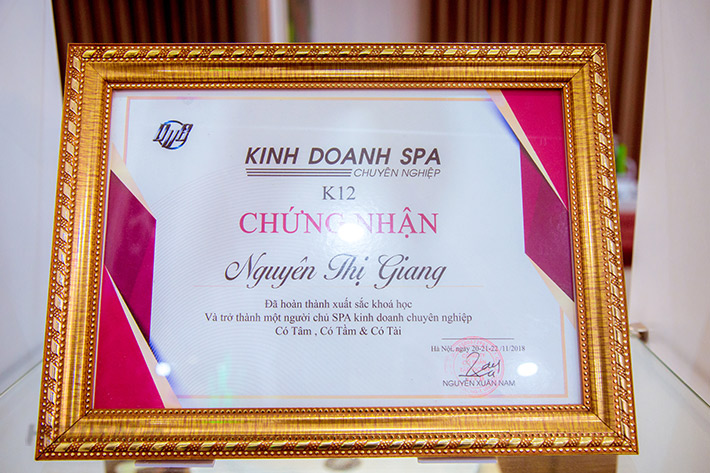 KINH DOANH SPA
CHUYÊN NGHIỆP
K12
CHỨNG NHẬN
Nguyễn Thị Giang
Đã hoàn thành xuất sắc khoá học
Và trở thành một người chủ SPA kinh doanh chuyên nghiệp
Có Tâm , Có Tầm & Có Tài
Hà Nội, ngày 20-21-22 /11/2018
NGUYỄN XUÂN NAM